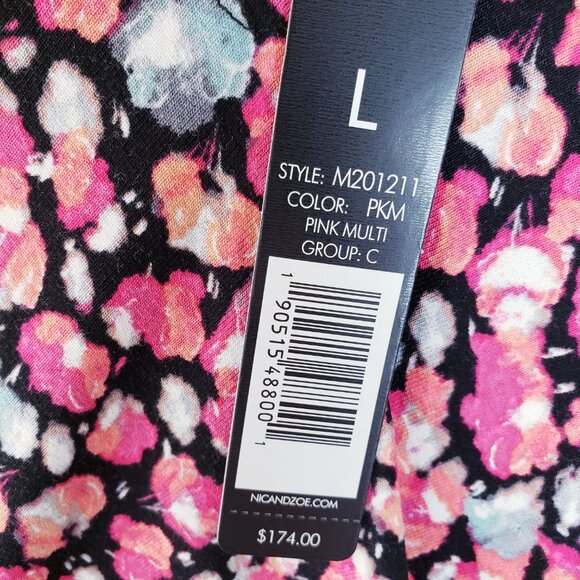 L
STYLE: M201211
COLOR: PKM
PINK MULTI
GROUP: C
1 90515 48800 1
NICANDZOE.COM
$174.00